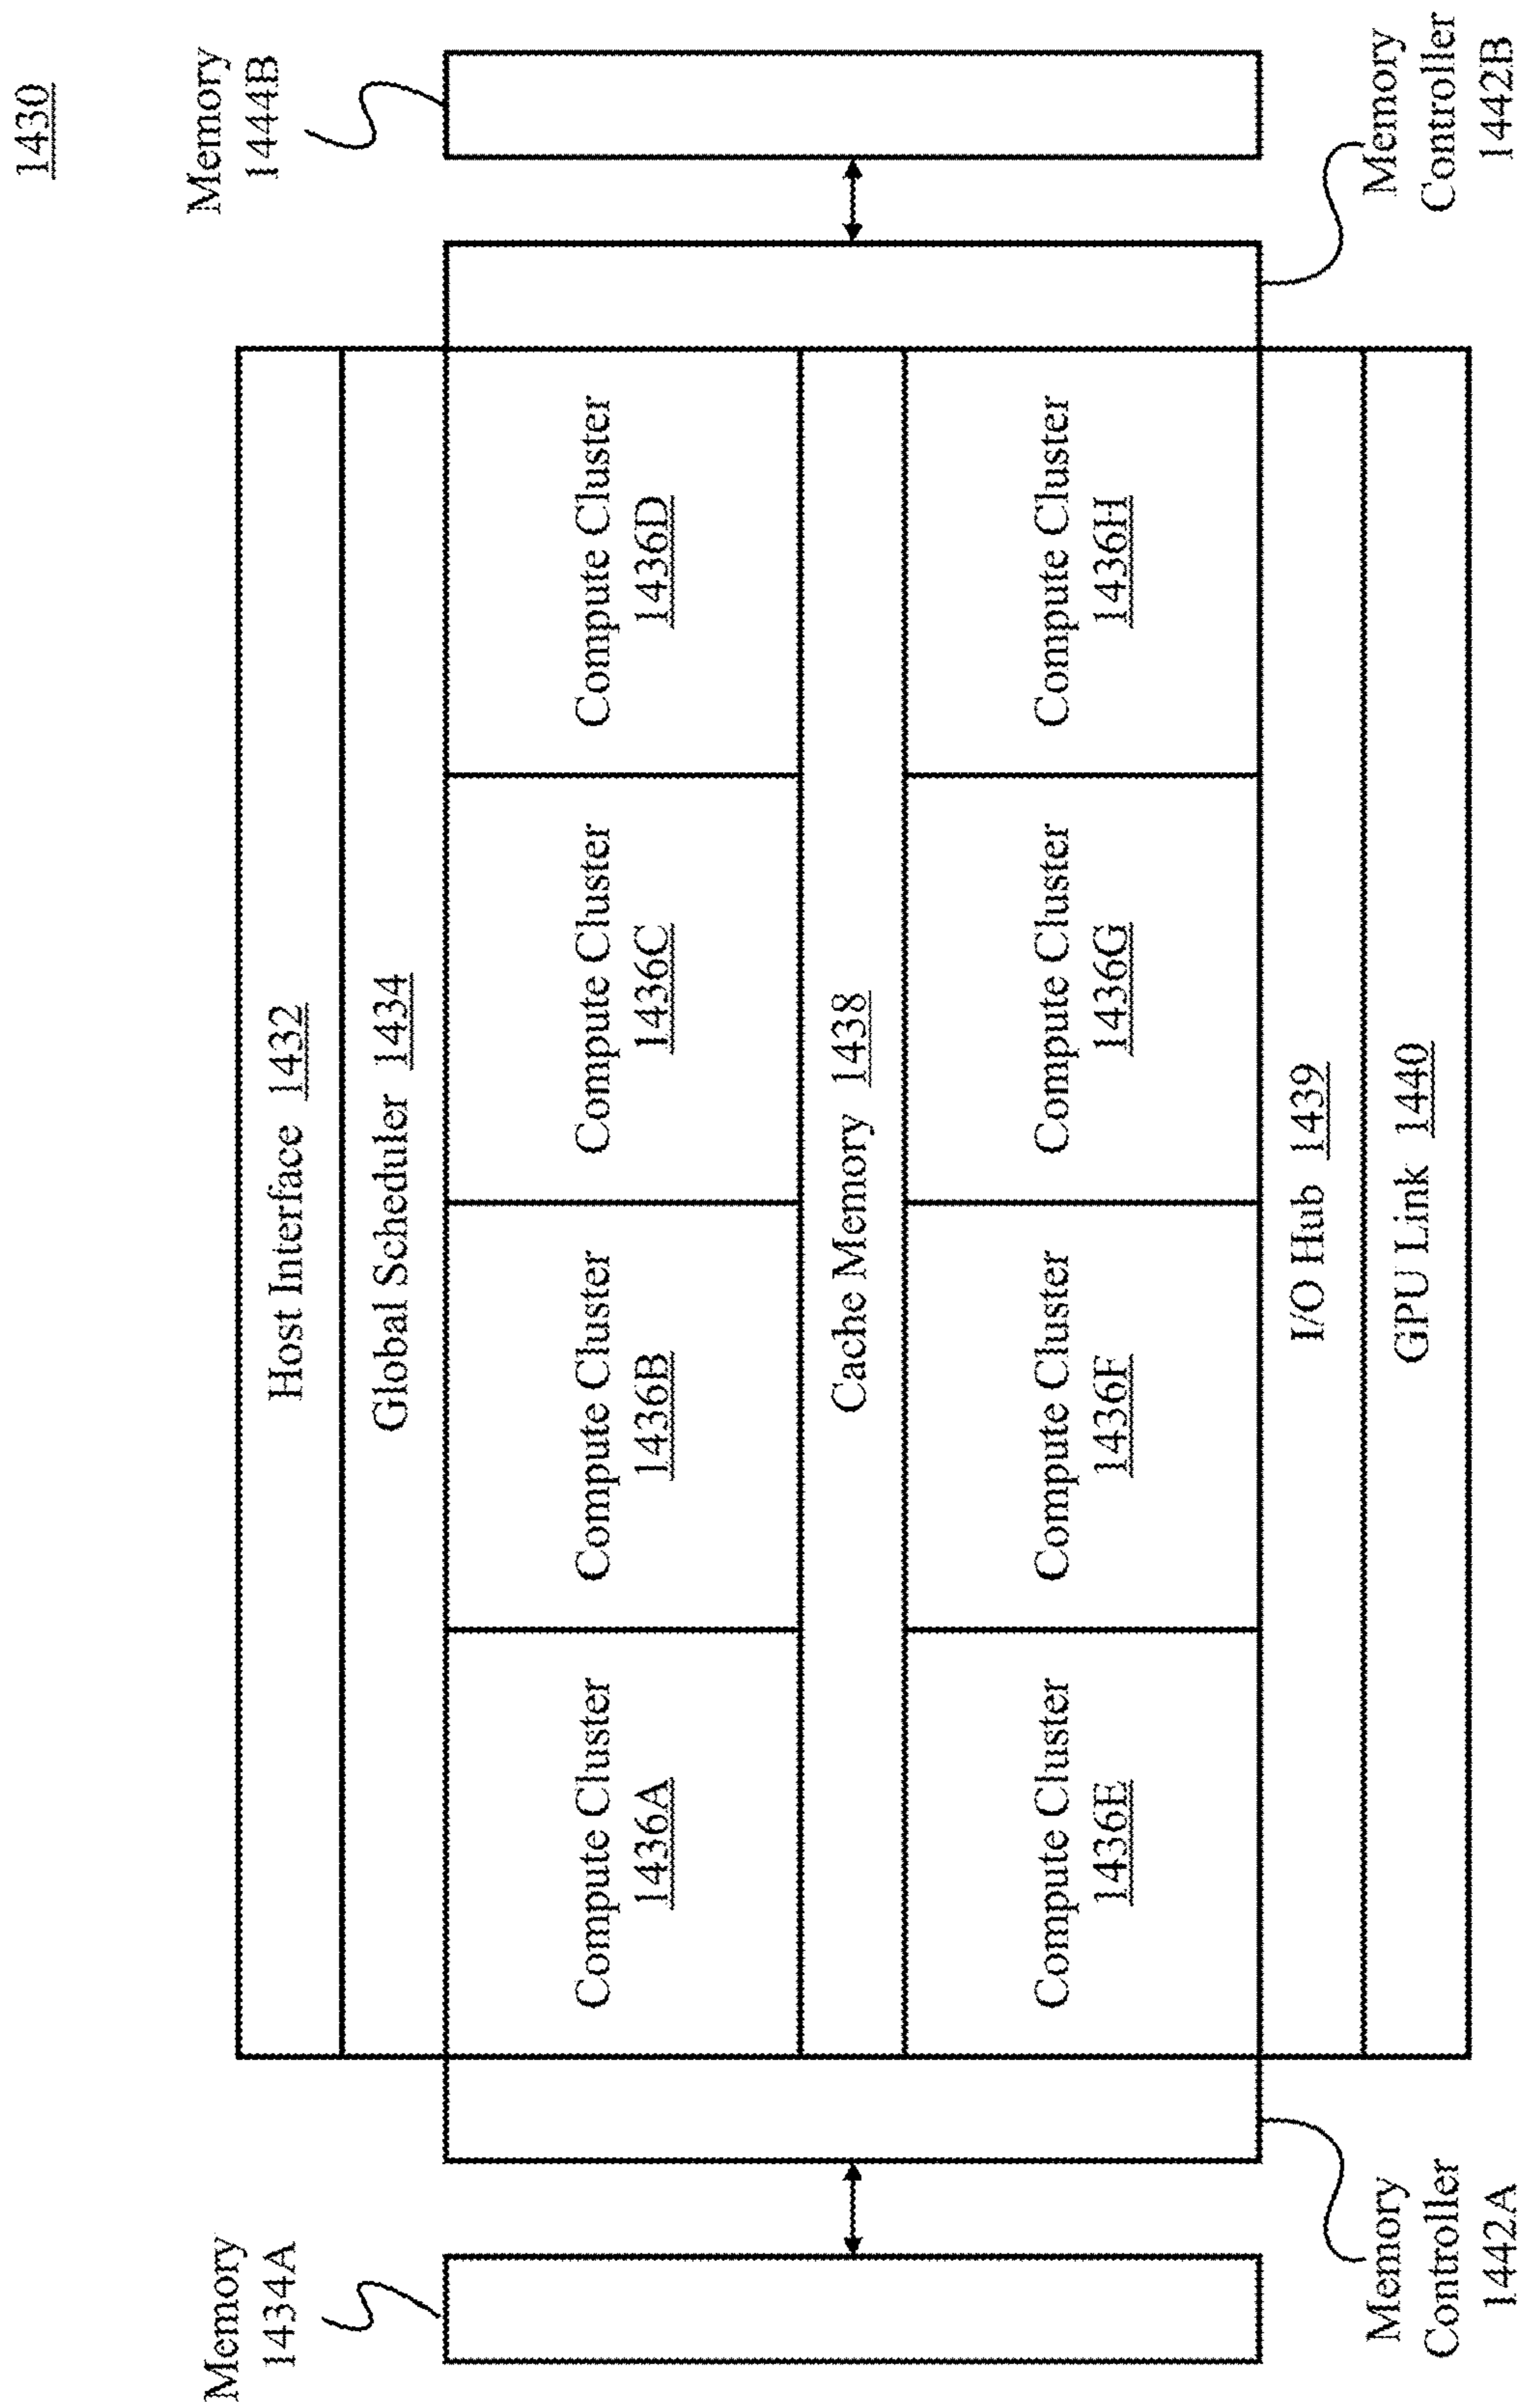 1430
Memory
1434A
Memory
1444B
Host Interface 1432
Global Scheduler 1434
Compute Cluster
1436A
Compute Cluster
1436B
Compute Cluster
1436C
Compute Cluster
1436D
Cache Memory 1438
Compute Cluster
1436E
Compute Cluster
1436F
Compute Cluster
1436G
Compute Cluster
1436H
I/O Hub 1439
GPU Link 1440
Memory
Controller
1442A
Memory
Controller
1442B